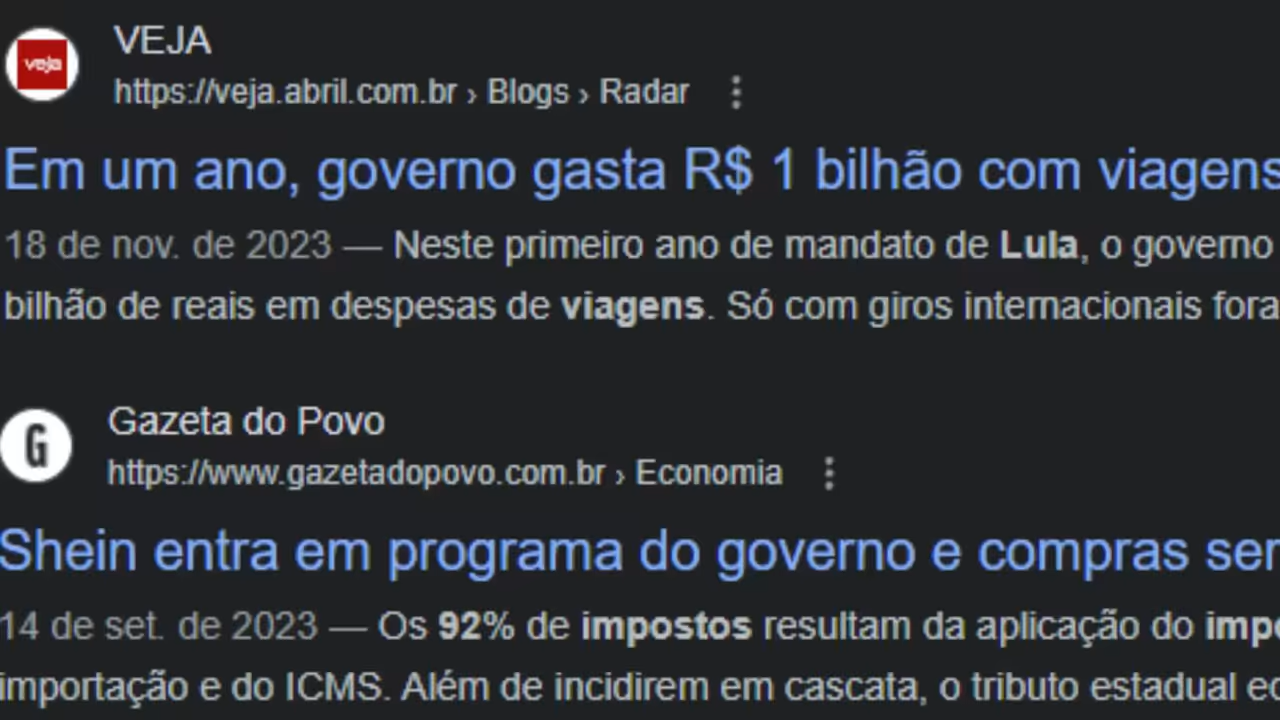 veja
VEJA
https://veja.abril.com.br › Blogs › Radar
Em um ano, governo gasta R$ 1 bilhão com viagens
18 de nov. de 2023 — Neste primeiro ano de mandato de Lula, o governo
bilhão de reais em despesas de viagens. Só com giros internacionais fora
G
Gazeta do Povo
https://www.gazetadopovo.com.br › Economia
Shein entra em programa do governo e compras ser
14 de set. de 2023 — Os 92% de impostos resultam da aplicação do impo
importação e do ICMS. Além de incidirem em cascata, o tributo estadual ec